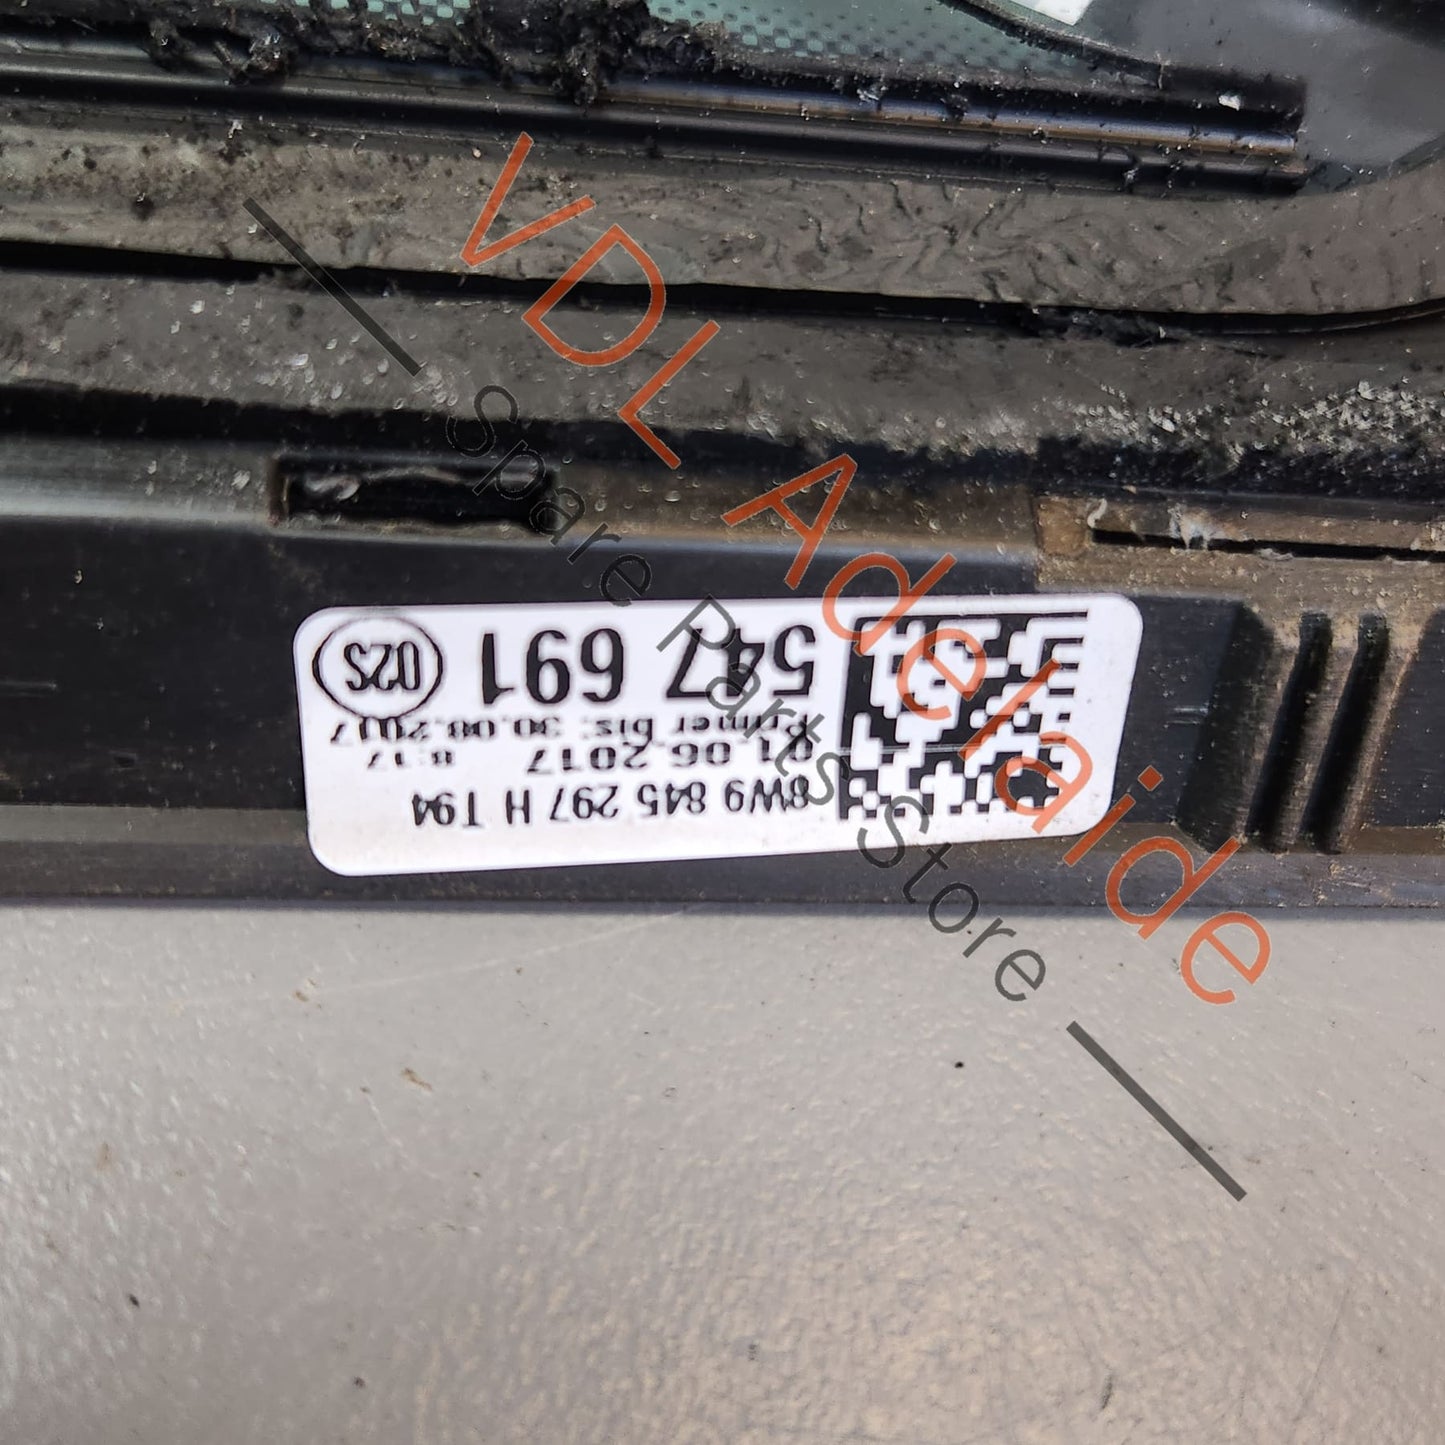 8W9 845 297 H T94
01.06.2017 8:17
Primer bis: 30.08.2017
547 691 02S
VDL Adelaide
Spare Parts Store